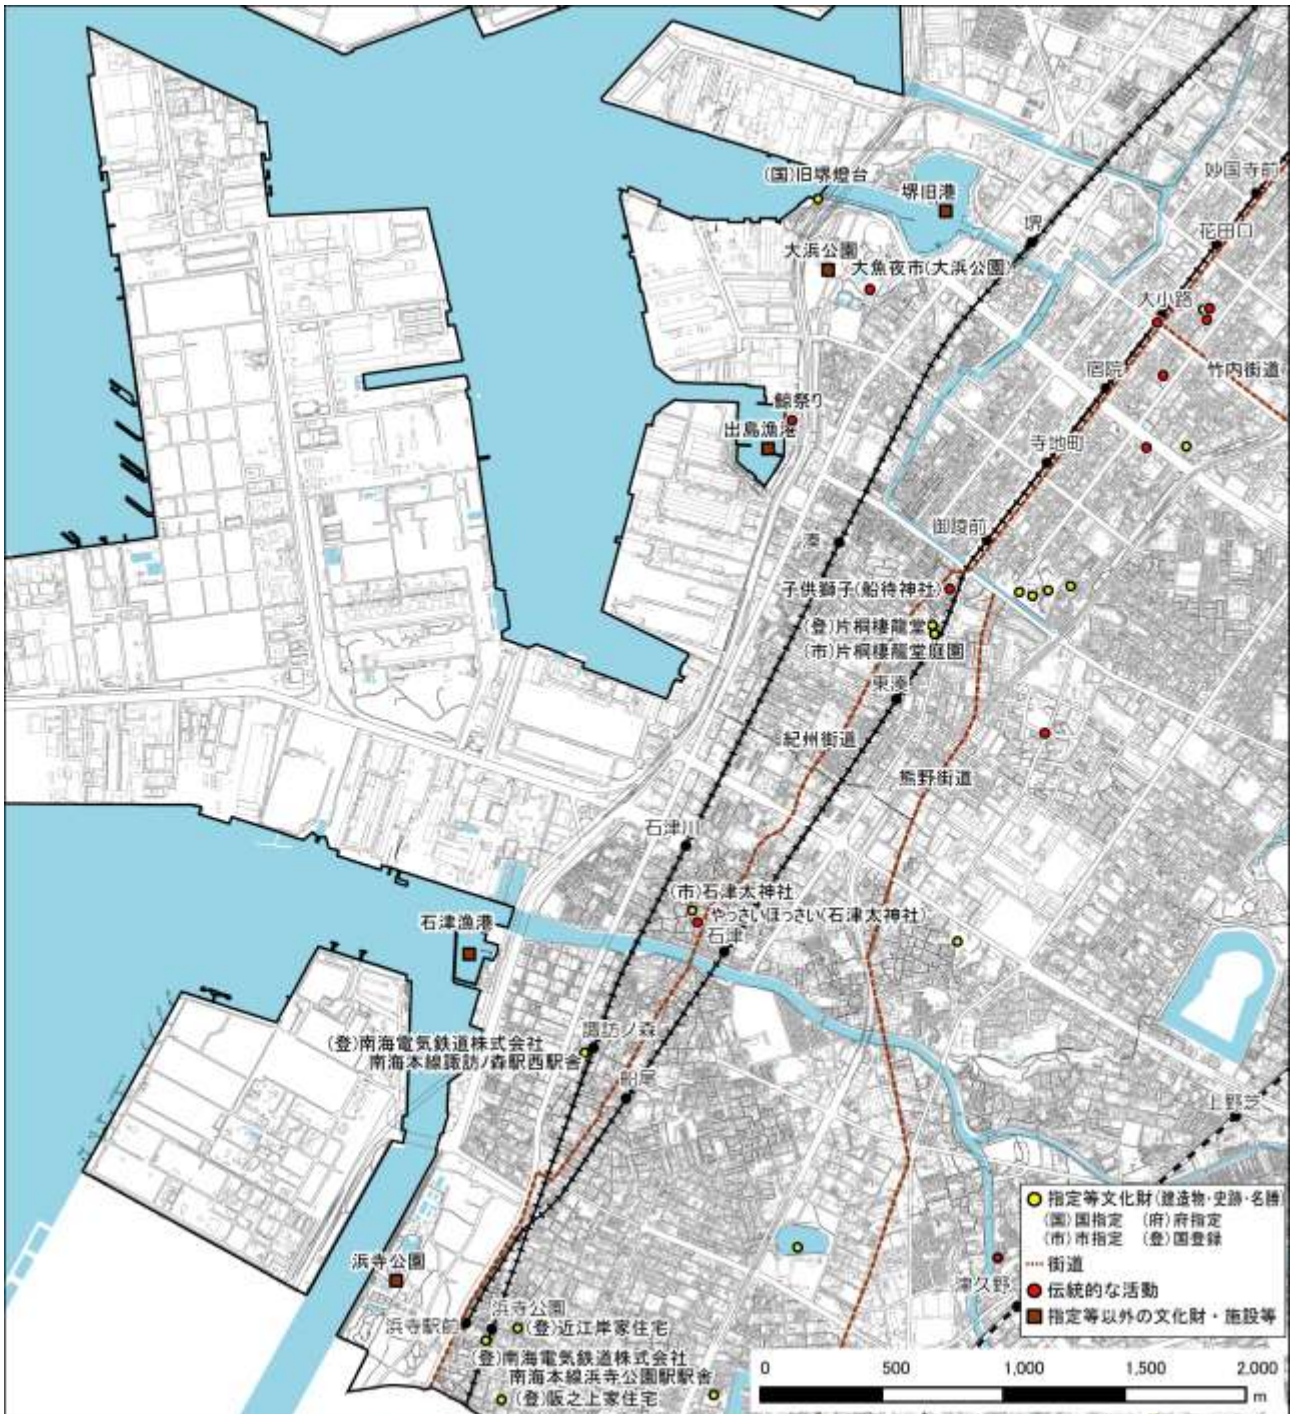 妙国寺前
(国)旧堺燈台
堺旧港
花田口
堺
大浜公園
大魚夜市(大浜公園)
大小路
竹内街道
宿院
鯨祭り
出島漁港
寺地町
御陵前
湊
子供獅子(船待神社)
(登)片桐棲龍堂
(市)片桐棲龍堂庭園
東湊
紀州街道
熊野街道
石津川
(市)石津太神社
やっさいほっさい(石津太神社)
石津漁港
石津
諏訪ノ森
(登)南海電気鉄道株式会社
南海本線諏訪ノ森駅西駅舎
船尾
上野芝
浜寺公園
津久野
浜寺公園
浜寺駅前
(登)近江岸家住宅
(登)南海電気鉄道株式会社
南海本線浜寺公園駅駅舎
(登)阪之上家住宅
指定等文化財(建造物・史跡・名勝)
(国)国指定 (府)府指定
(市)市指定 (登)国登録
街道
伝統的な活動
指定等以外の文化財・施設等
0 500 1,000 2,000
m